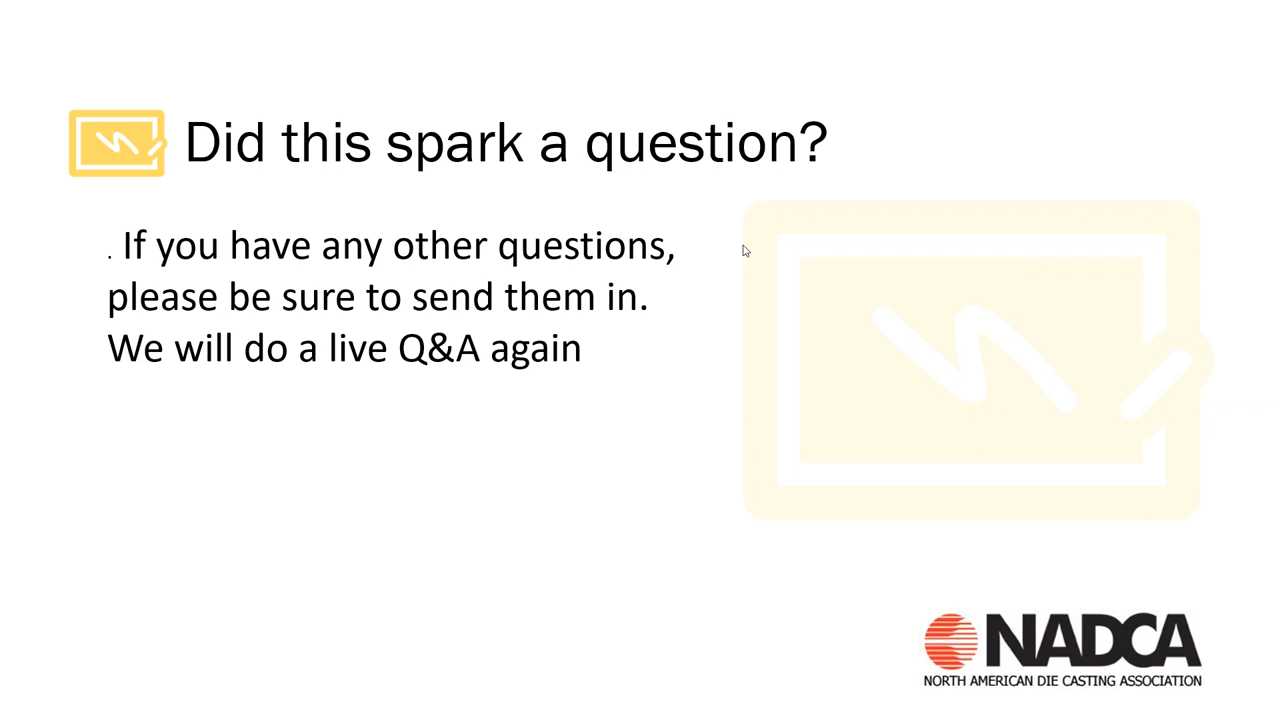 Did this spark a question?
. If you have any other questions,
please be sure to send them in.
We will do a live Q&A again
NADCA
NORTH AMERICAN DIE CASTING ASSOCIATION